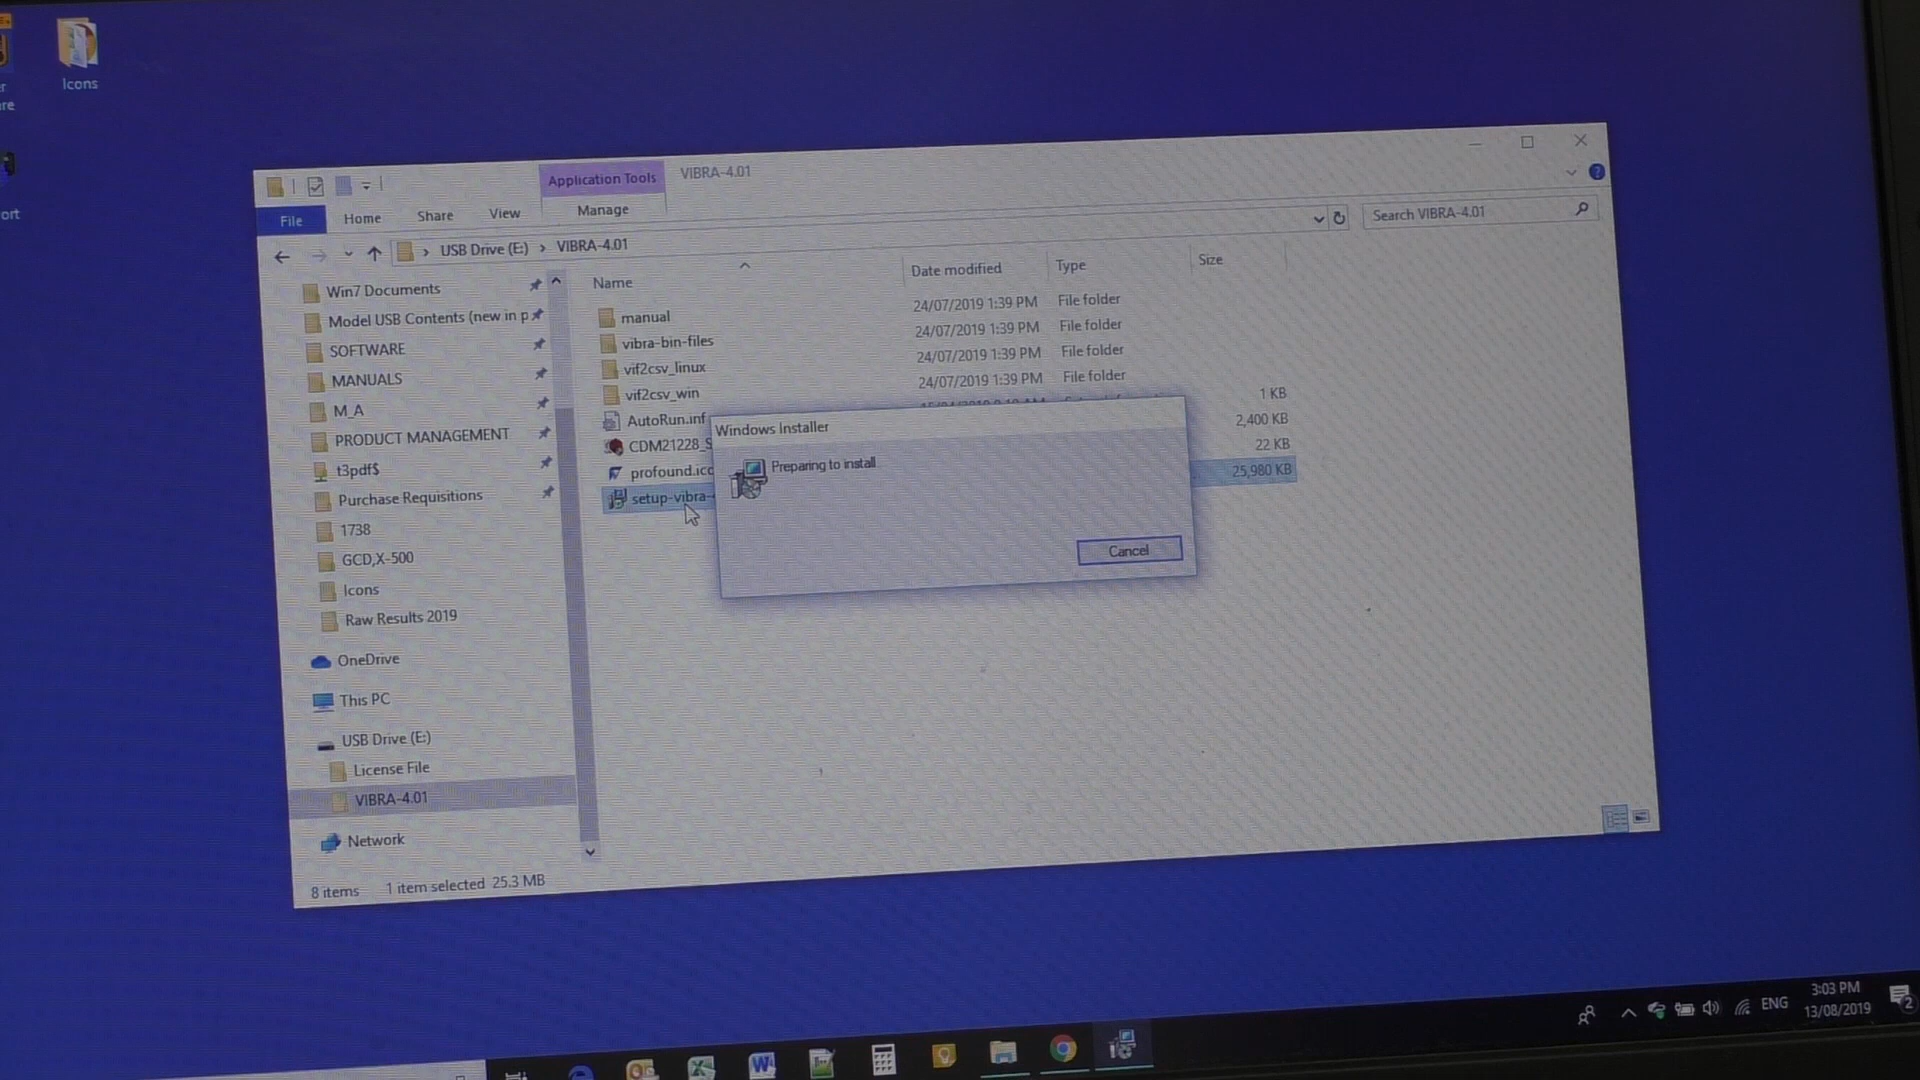 Icons
re
ort
Application Tools
VIBRA-4.01
File
Home
Share
View
Manage
USB Drive (E:) > VIBRA-4.01
Search VIBRA-4.01
Name
Date modified
Type
Size
Win7 Documents
Model USB Contents (new in p
SOFTWARE
MANUALS
M_A
PRODUCT MANAGEMENT
t3pdf$
Purchase Requisitions
1738
GCD,X-500
Icons
Raw Results 2019
OneDrive
This PC
USB Drive (E:)
License File
VIBRA-4.01
Network
manual 24/07/2019 1:39 PM File folder
vibra-bin-files 24/07/2019 1:39 PM File folder
vif2csv_linux 24/07/2019 1:39 PM File folder
vif2csv_win 24/07/2019 1:39 PM File folder
AutoRun.inf 1 KB
CDM21228_S 2,400 KB
profound.ico 22 KB
setup-vibra- 25,980 KB
Windows Installer
Preparing to install
Cancel
8 items 1 item selected 25.3 MB
ENG
3:03 PM
13/08/2019
2